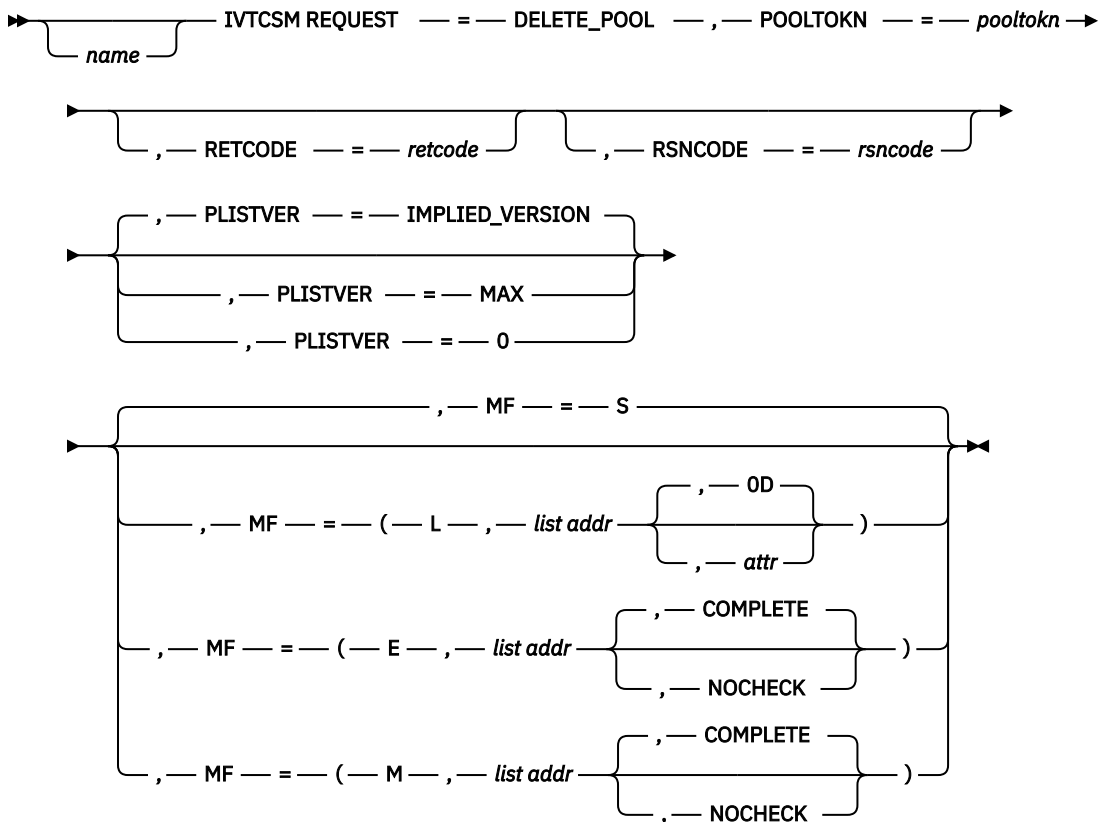 IVTCSM REQUEST = DELETE_POOL , POOLTOKN = pooltokn
name
, RETCODE = retcode , RSNCODE = rsncode
, PLISTVER = IMPLIED_VERSION
, PLISTVER = MAX
, PLISTVER = 0
, MF = S
, 0D
, MF = ( L , list addr )
, attr
, COMPLETE
, MF = ( E , list addr )
, NOCHECK
, COMPLETE
, MF = ( M , list addr )
, NOCHECK